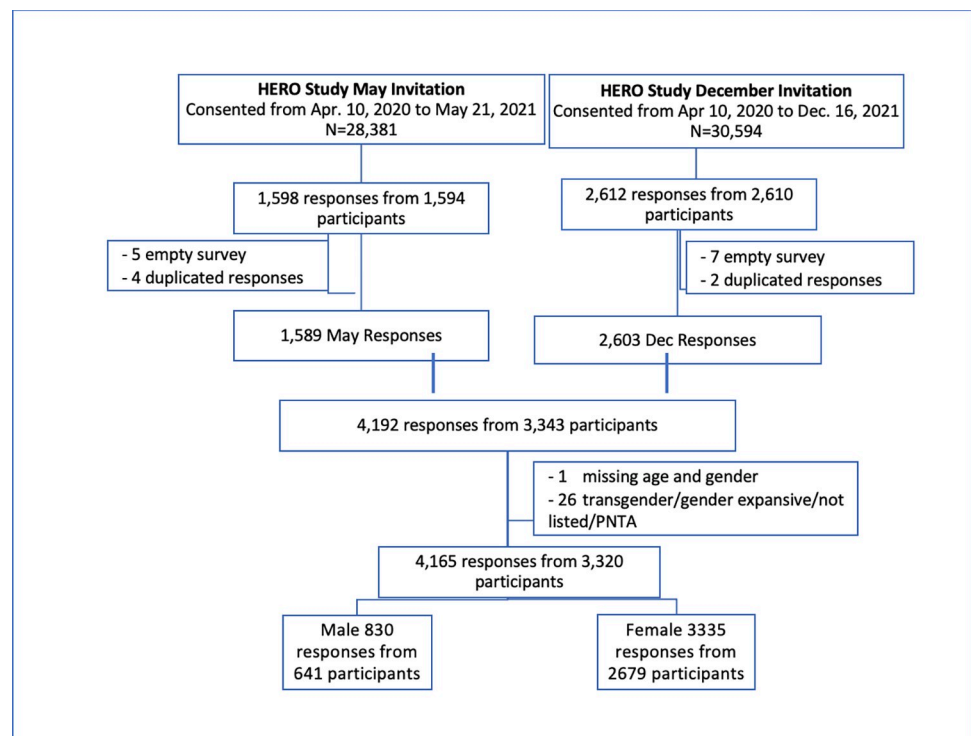 HERO Study May Invitation
Consented from Apr. 10, 2020 to May 21, 2021
N=28,381
HERO Study December Invitation
Consented from Apr 10, 2020 to Dec. 16, 2021
N=30,594
1,598 responses from 1,594
participants
2,612 responses from 2,610
participants
- 5 empty survey
- 4 duplicated responses
- 7 empty survey
- 2 duplicated responses
1,589 May Responses
2,603 Dec Responses
4,192 responses from 3,343 participants
- 1 missing age and gender
- 26 transgender/gender expansive/not
listed/PNTA
4,165 responses from 3,320
participants
Male 830
responses from
641 participants
Female 3335
responses from
2679 participants